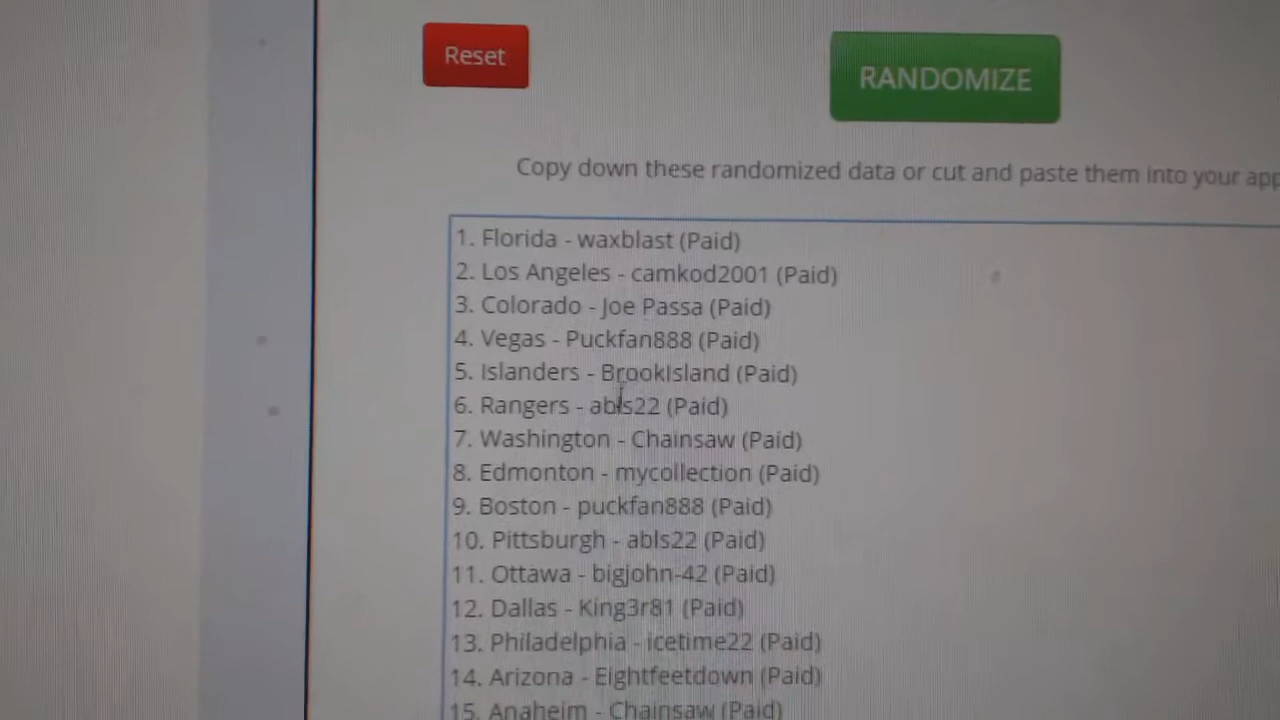 Reset
RANDOMIZE
Copy down these randomized data or cut and paste them into your app
1. Florida - waxblast (Paid)
2. Los Angeles - camkod2001 (Paid)
3. Colorado - Joe Passa (Paid)
4. Vegas - Puckfan888 (Paid)
5. Islanders - BrookIsland (Paid)
6. Rangers - abls22 (Paid)
7. Washington - Chainsaw (Paid)
8. Edmonton - mycollection (Paid)
9. Boston - puckfan888 (Paid)
10. Pittsburgh - abls22 (Paid)
11. Ottawa - bigjohn-42 (Paid)
12. Dallas - King3r81 (Paid)
13. Philadelphia - icetime22 (Paid)
14. Arizona - Eightfeetdown (Paid)
15. Anaheim - Chainsaw (Paid)